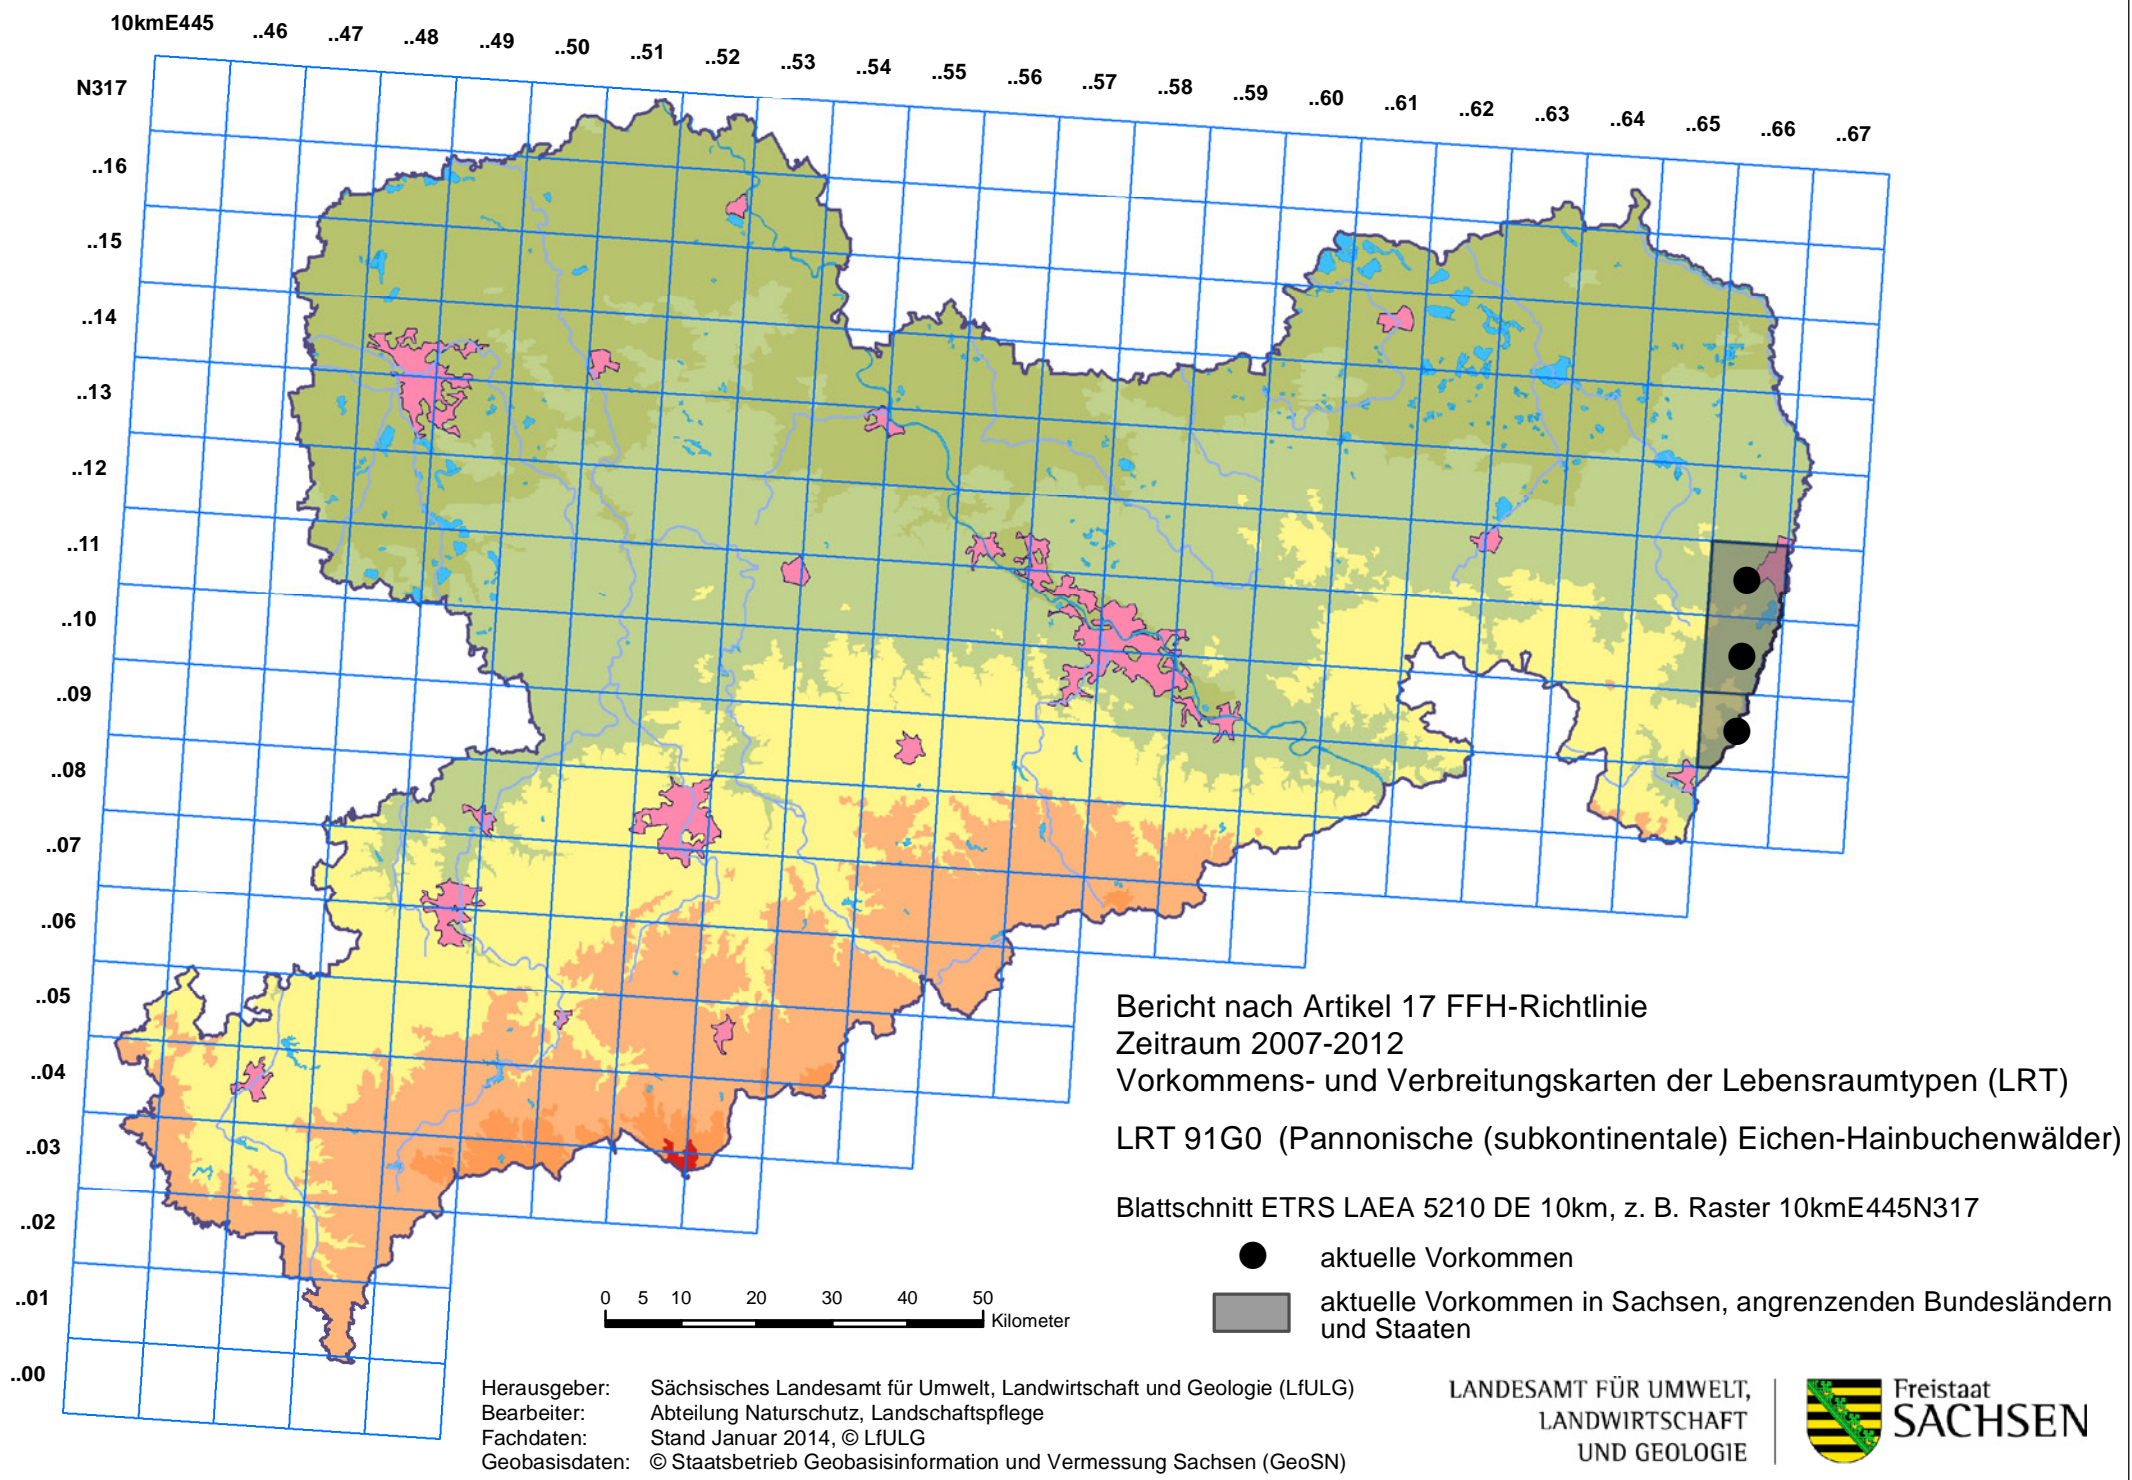 10kmE445 ..46 ..47 ..48 ..49 ..50 ..51 ..52 ..53 ..54 ..55 ..56 ..57 ..58 ..59 ..60 ..61 ..62 ..63 ..64 ..65 ..66 ..67
N317
..16
..15
..14
..13
..12
..11
..10
..09
..08
..07
..06
..05
..04
..03
..02
..01
..00
Bericht nach Artikel 17 FFH-Richtlinie
Zeitraum 2007-2012
Vorkommens- und Verbreitungskarten der Lebensraumtypen (LRT)
LRT 91G0 (Pannonische (subkontinentale) Eichen-Hainbuchenwälder)
Blattschnitt ETRS LAEA 5210 DE 10km, z. B. Raster 10kmE445N317
aktuelle Vorkommen
aktuelle Vorkommen in Sachsen, angrenzenden Bundesländern
und Staaten
0 5 10 20 30 40 50
Kilometer
Herausgeber: Sächsisches Landesamt für Umwelt, Landwirtschaft und Geologie (LfULG)
Bearbeiter: Abteilung Naturschutz, Landschaftspflege
Fachdaten: Stand Januar 2014, © LfULG
Geobasisdaten: © Staatsbetrieb Geobasisinformation und Vermessung Sachsen (GeoSN)
LANDESAMT FÜR UMWELT,
LANDWIRTSCHAFT
UND GEOLOGIE
Freistaat
SACHSEN